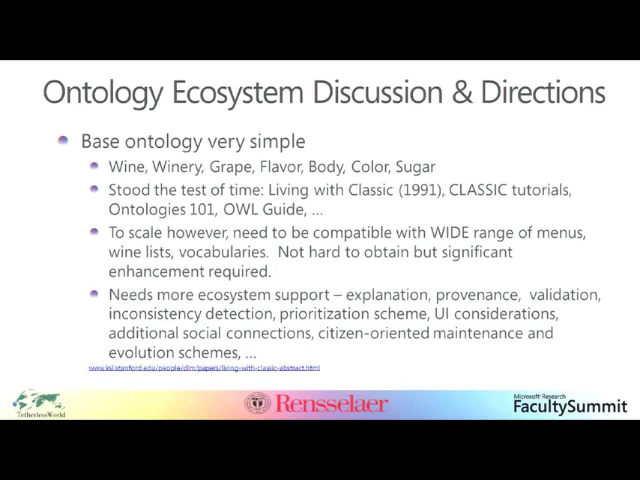 Ontology Ecosystem Discussion & Directions
Base ontology very simple
Wine, Winery, Grape, Flavor, Body, Color, Sugar
Stood the test of time: Living with Classic (1991), CLASSIC tutorials,
Ontologies 101, OWL Guide, ...
To scale however, need to be compatible with WIDE range of menus,
wine lists, vocabularies.  Not hard to obtain but significant
enhancement required.
Needs more ecosystem support – explanation, provenance,  validation,
inconsistency detection, prioritization scheme, UI considerations,
additional social connections, citizen-oriented maintenance and
evolution schemes, ...
www.ksl.stanford.edu/people/dlm/papers/living-with-classic-abstract.html
TetherlessWorld
Rensselaer
Microsoft Research
FacultySummit